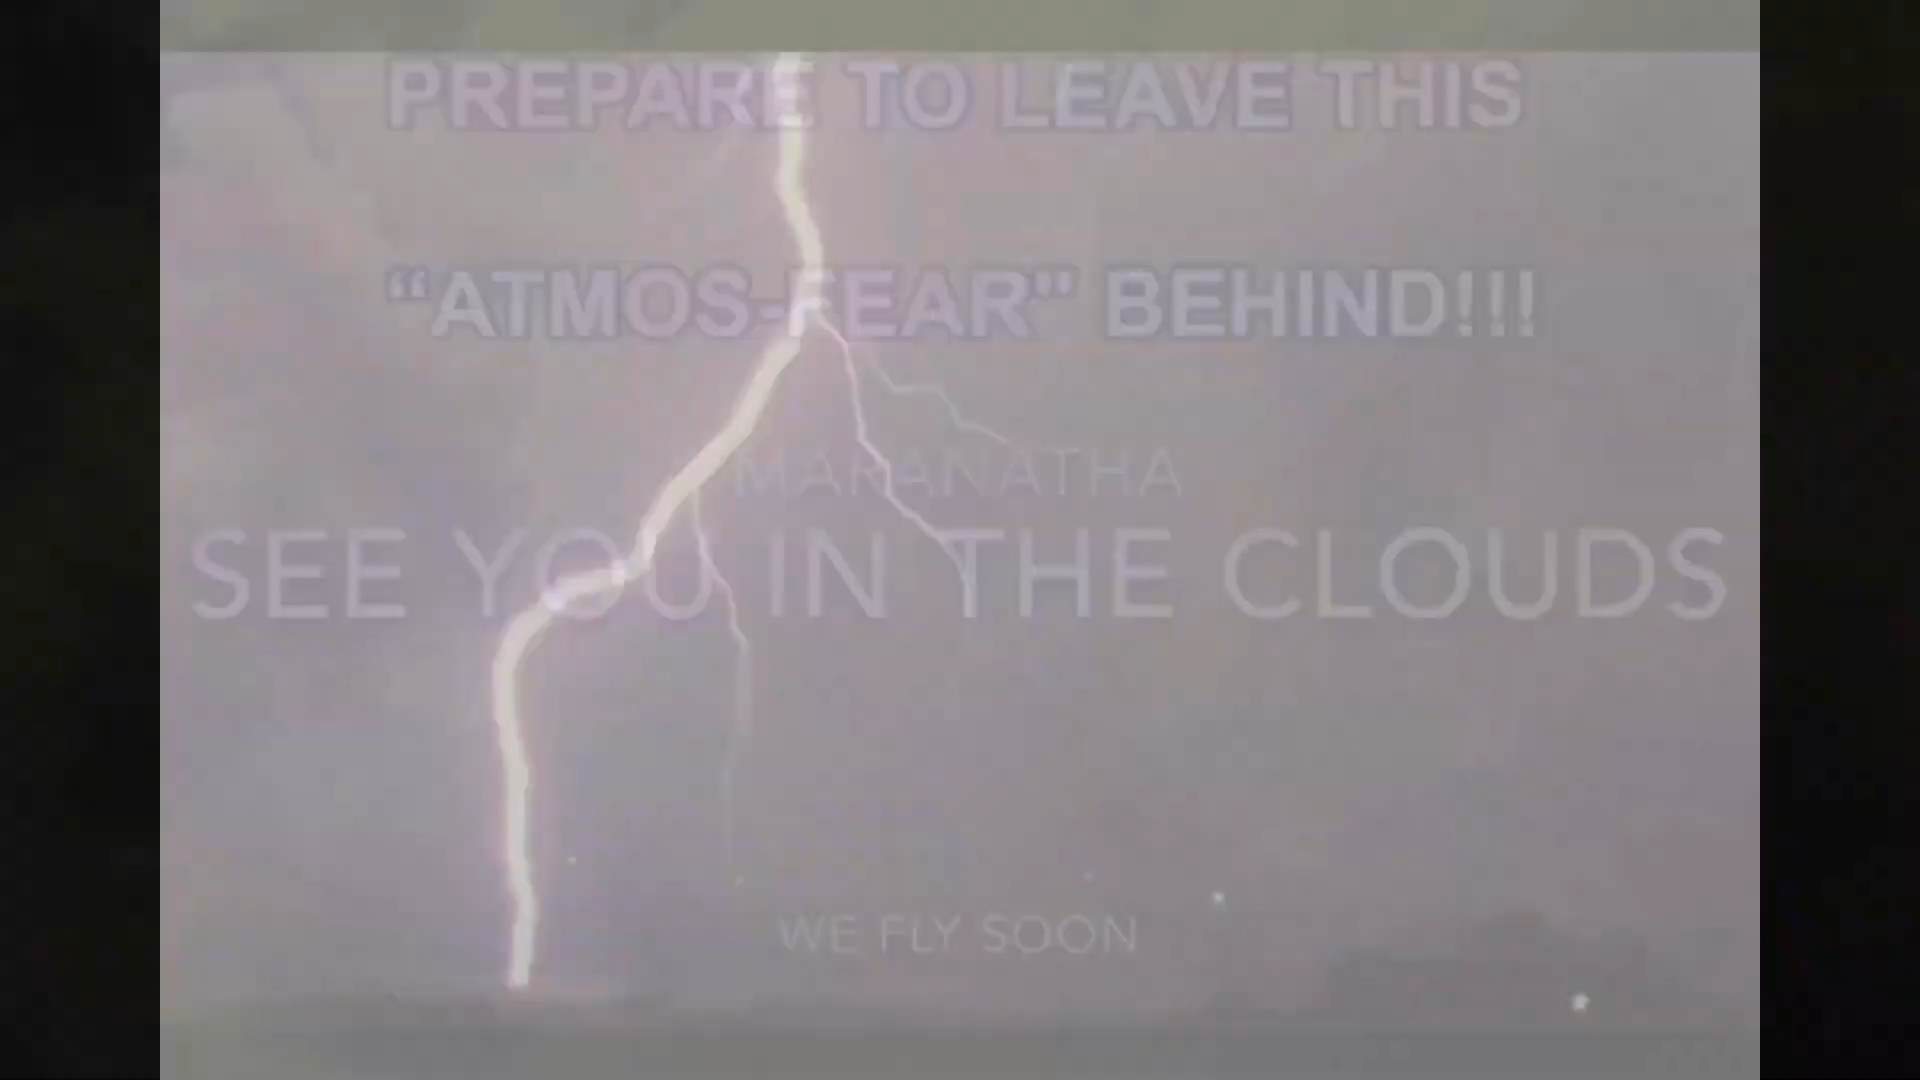 PREPARE TO LEAVE THIS
“ATMOS-FEAR" BEHIND!!!
MARANATHA
SEE YOU IN THE CLOUDS
WE FLY SOON